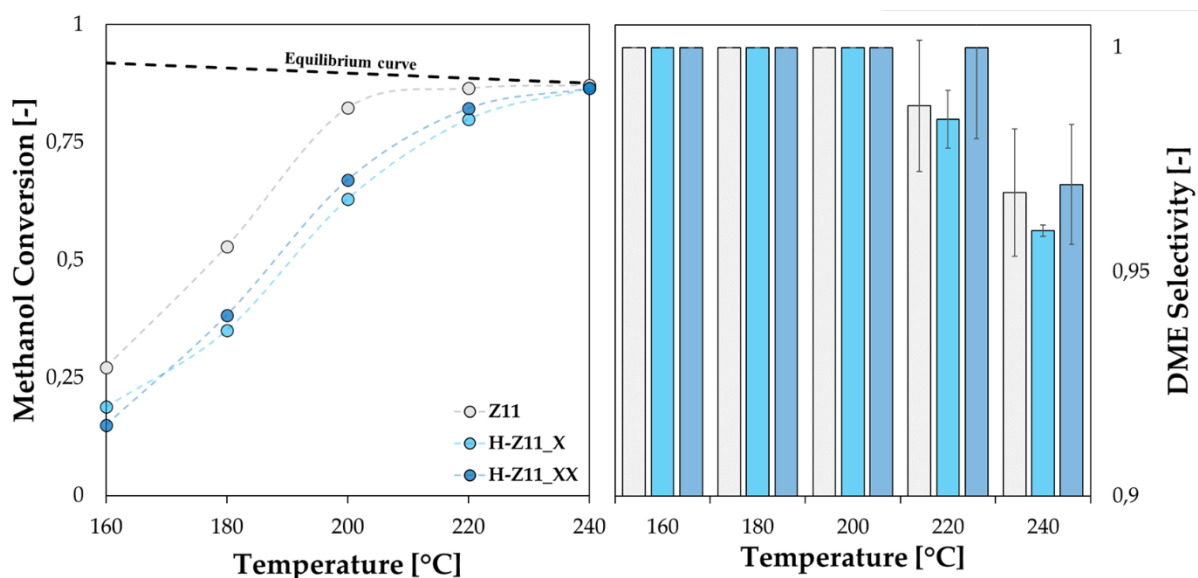 Methanol Conversion [-]
1
0,75
0,5
0,25
0
Equilibrium curve
Z11
H-Z11_X
H-Z11_XX
160 180 200 220 240
Temperature [°C]
160 180 200 220 240
Temperature [°C]
1
0,95
0,9
DME Selectivity [-]